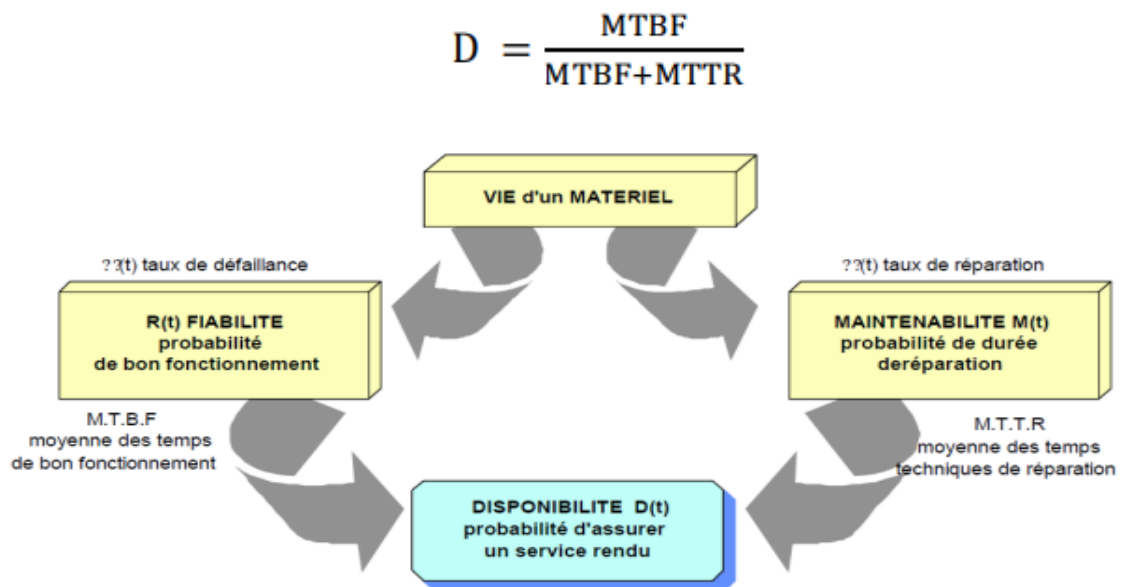 D = MTBF / MTBF+MTTR
VIE d'un MATERIEL
??(t) taux de défaillance
R(t) FIABILITE
probabilité
de bon fonctionnement
M.T.B.F
moyenne des temps
de bon fonctionnement
??(t) taux de réparation
MAINTENABILITE M(t)
probabilité de durée
deréparation
M.T.T.R
moyenne des temps
techniques de réparation
DISPONIBILITE D(t)
probabilité d'assurer
un service rendu